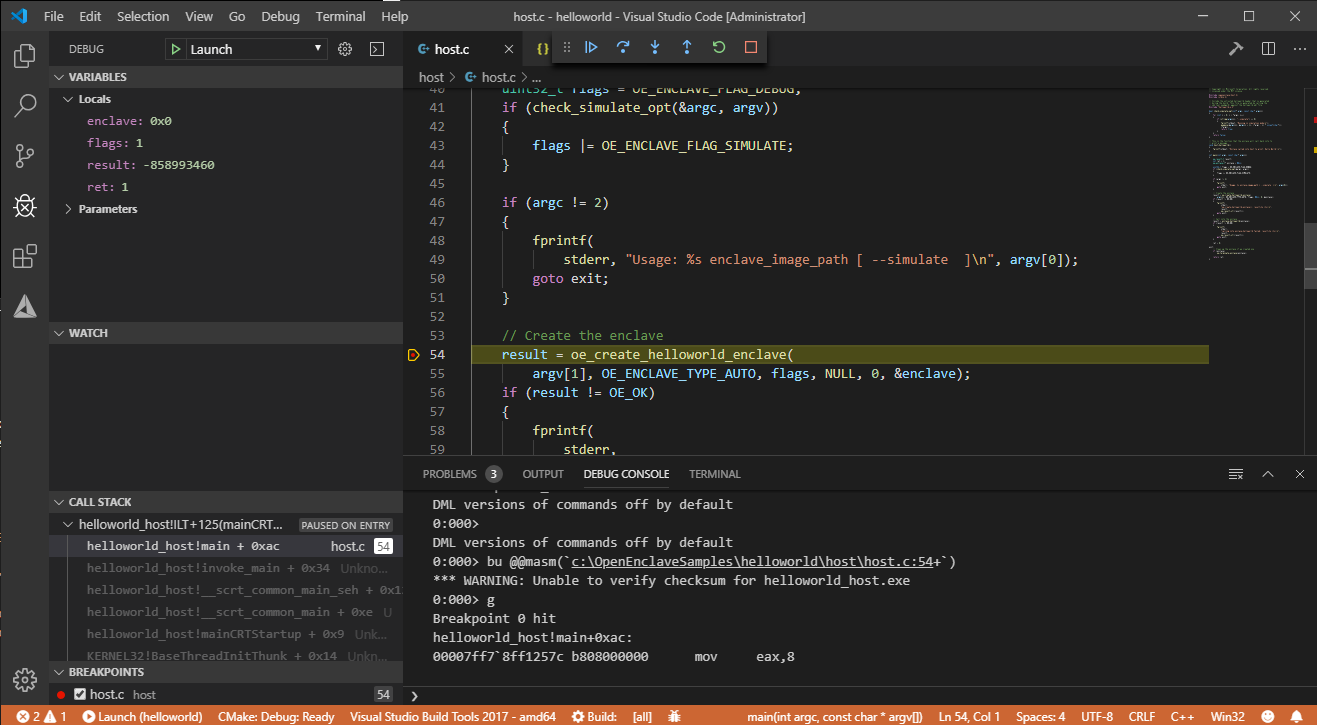 File Edit Selection View Go Debug Terminal Help
host.c - helloworld - Visual Studio Code [Administrator]
DEBUG Launch
VARIABLES
Locals
enclave: 0x0
flags: 1
result: -858993460
ret: 1
Parameters
WATCH
CALL STACK
helloworld_host!ILT+125(mainCRT... PAUSED ON ENTRY
helloworld_host!main + 0xac host.c 54
helloworld_host!invoke_main + 0x34 Unkno...
helloworld_host!__scrt_common_main_seh + 0x1
helloworld_host!__scrt_common_main + 0xe U
helloworld_host!mainCRTStartup + 0x9 Unk...
KERNEL32!BaseThreadInitThunk + 0x14 Unkn...
BREAKPOINTS
host.c host 54
host.c {}
host > host.c > ...
40 uint32_t flags = OE_ENCLAVE_FLAG_DEBUG;
41 if (check_simulate_opt(&argc, argv))
42 {
43 flags |= OE_ENCLAVE_FLAG_SIMULATE;
44 }
45
46 if (argc != 2)
47 {
48 fprintf(
49 stderr, "Usage: %s enclave_image_path [ --simulate  ]\n", argv[0]);
50 goto exit;
51 }
52
53 // Create the enclave
54 result = oe_create_helloworld_enclave(
55 argv[1], OE_ENCLAVE_TYPE_AUTO, flags, NULL, 0, &enclave);
56 if (result != OE_OK)
57 {
58 fprintf(
59 stderr,
PROBLEMS 3 OUTPUT DEBUG CONSOLE TERMINAL
DML versions of commands off by default
0:000>
DML versions of commands off by default
0:000> bu @@masm(`c:\OpenEnclaveSamples\helloworld\host\host.c:54+`)
*** WARNING: Unable to verify checksum for helloworld_host.exe
0:000> g
Breakpoint 0 hit
helloworld_host!main+0xac:
00007ff7`8ff1257c b808000000 mov eax,8
2 1 Launch (helloworld) CMake: Debug: Ready Visual Studio Build Tools 2017 - amd64 Build: [all] main(int argc, const char * argv[]) Ln 54, Col 1 Spaces: 4 UTF-8 CRLF C++ Win32